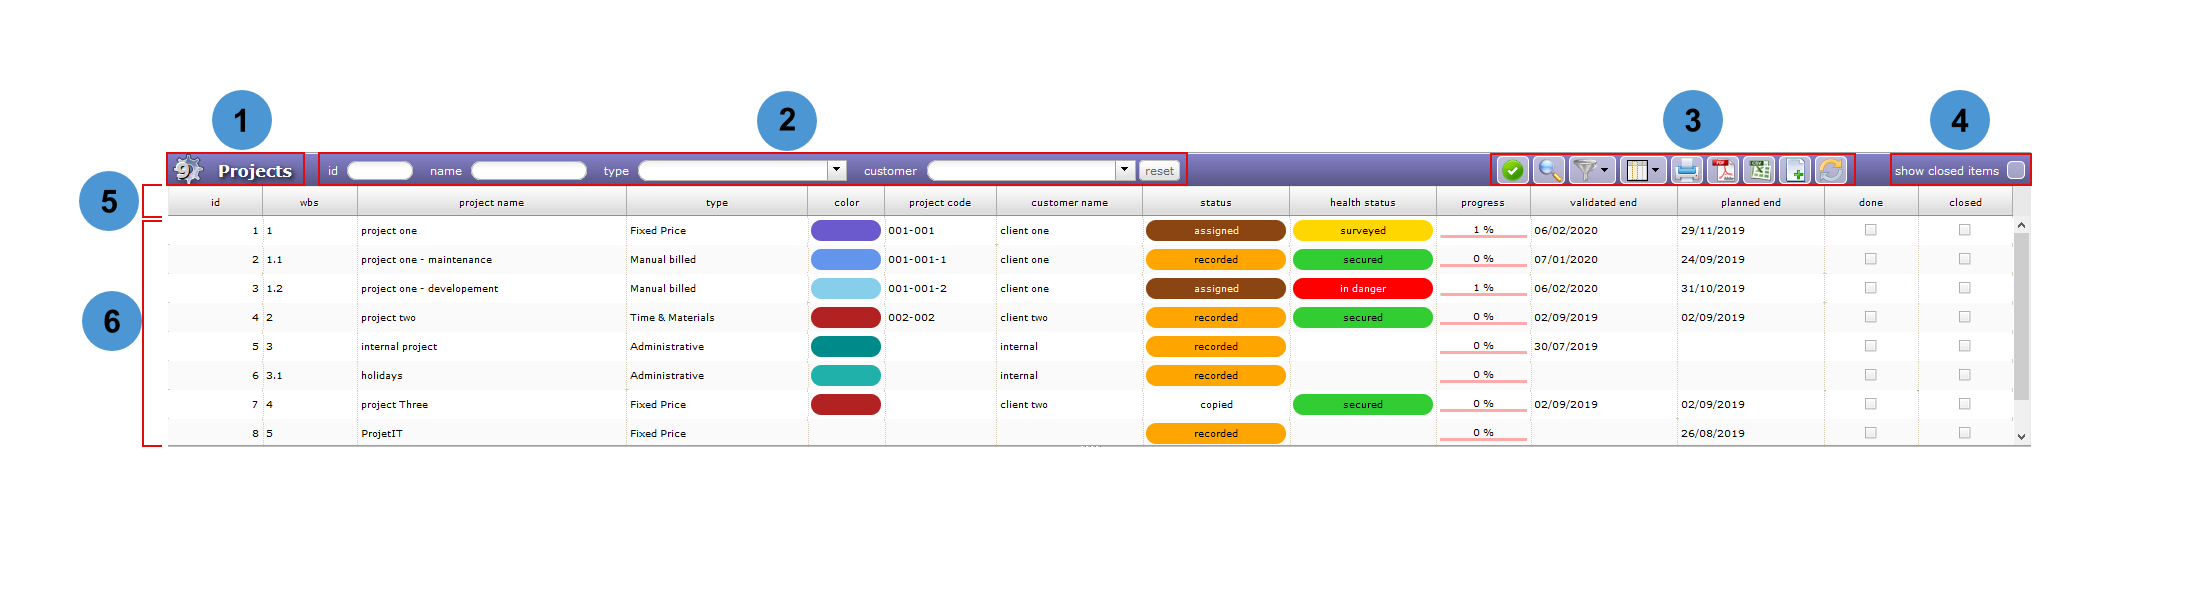 1 2 3 4
9 Projects id name type customer reset PDF CSV show closed items
5
id wbs project name type color project code customer name status health status progress validated end planned end done closed
1 1 project one Fixed Price 001-001 client one assigned surveyed 1 % 06/02/2020 29/11/2019
2 1.1 project one - maintenance Manual billed 001-001-1 client one recorded secured 0 % 07/01/2020 24/09/2019
3 1.2 project one - developement Manual billed 001-001-2 client one assigned in danger 1 % 06/02/2020 31/10/2019
6
4 2 project two Time & Materials 002-002 client two recorded secured 0 % 02/09/2019 02/09/2019
5 3 internal project Administrative internal recorded 0 % 30/07/2019
6 3.1 holidays Administrative internal recorded 0 %
7 4 project Three Fixed Price client two copied secured 0 % 02/09/2019 02/09/2019
8 5 ProjetIT Fixed Price recorded 0 % 26/08/2019